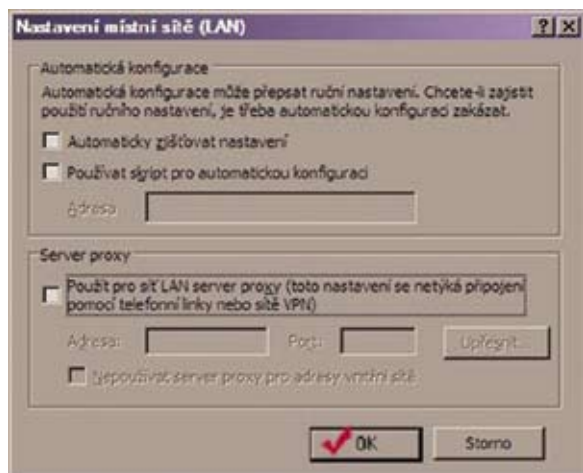 Nastavení místní sítě (LAN)
Automatická konfigurace
Automatická konfigurace může přepsat ruční nastavení. Chcete-li zajistit
použití ručního nastavení, je třeba automatickou konfiguraci zakázat.
Automaticky zjišťovat nastavení
Používat skript pro automatickou konfiguraci
Adresa
Server proxy
Použít pro síť LAN server proxy (toto nastavení se netýká připojení
pomocí telefonní linky nebo sítě VPN)
Adresa: Port: Upřesnit...
Nepoužívat server proxy pro adresy vnitřní sítě
OK Storno